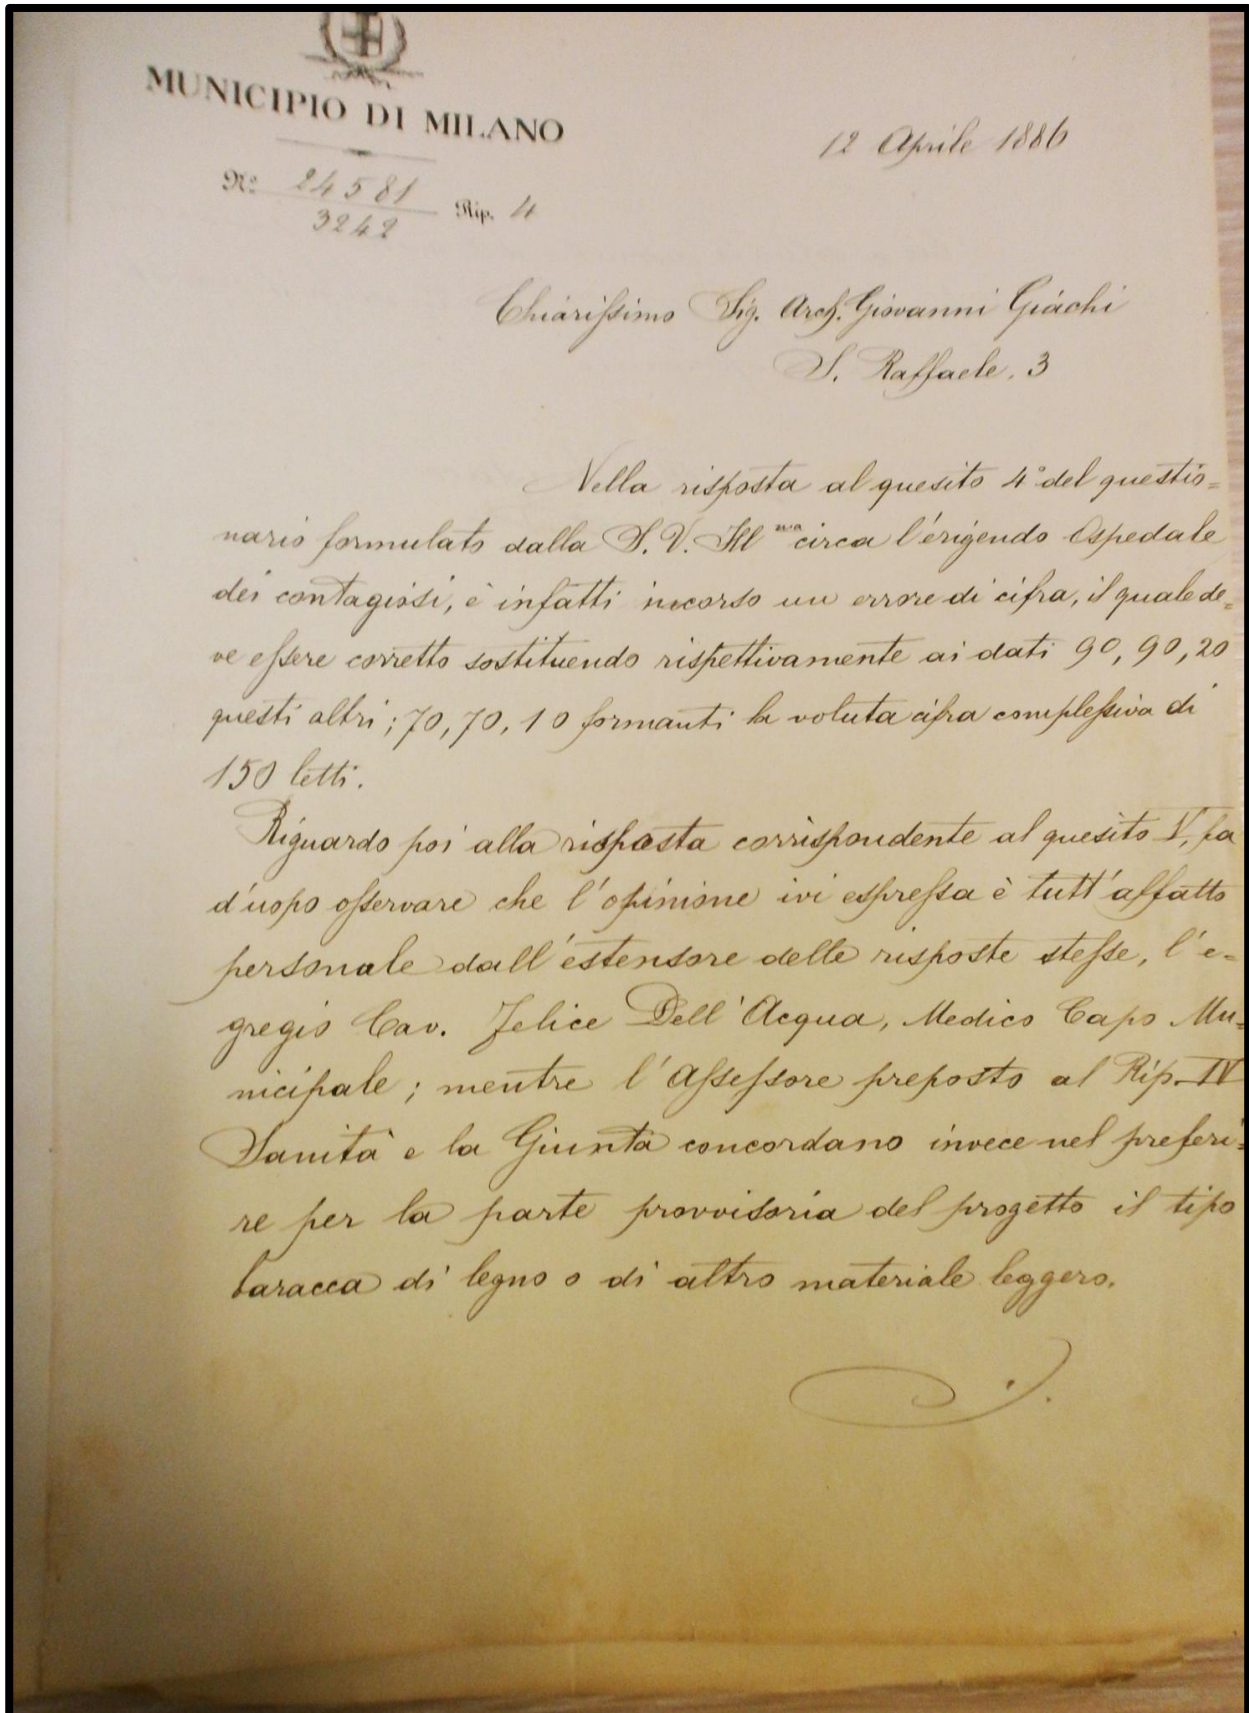 MUNICIPIO DI MILANO
12 Aprile 1886
No 24581
3242
Rip. 4
Chiarissimo Sig. Arch. Giovanni Giachi
S. Raffaele. 3
Nella risposta al quesito 4° del questio=
nario formulato dalla S. V. Ill ma circa l'erigendo Ospedale
dei contagiosi, è infatti incorso un errore di cifra, il quale de=
ve essere corretto sostituendo rispettivamente ai dati 90, 90, 20
questi altri; 70, 70, 10 formanti la voluta cifra complessiva di
150 letti.
Riguardo poi alla risposta corrispondente al quesito V, fa
d'uopo osservare che l'opinione ivi espressa è tutt'affatto
personale dall'estensore delle risposte stesse, l'e=
gregio Cav. Felice Dell'Acqua, Medico Capo Mu=
nicipale; mentre l'Assessore preposto al Rip. IV
Sanità e la Giunta concordano invece nel preferi=
re per la parte provvisoria del progetto il tipo
baracca di legno o di altro materiale leggero.